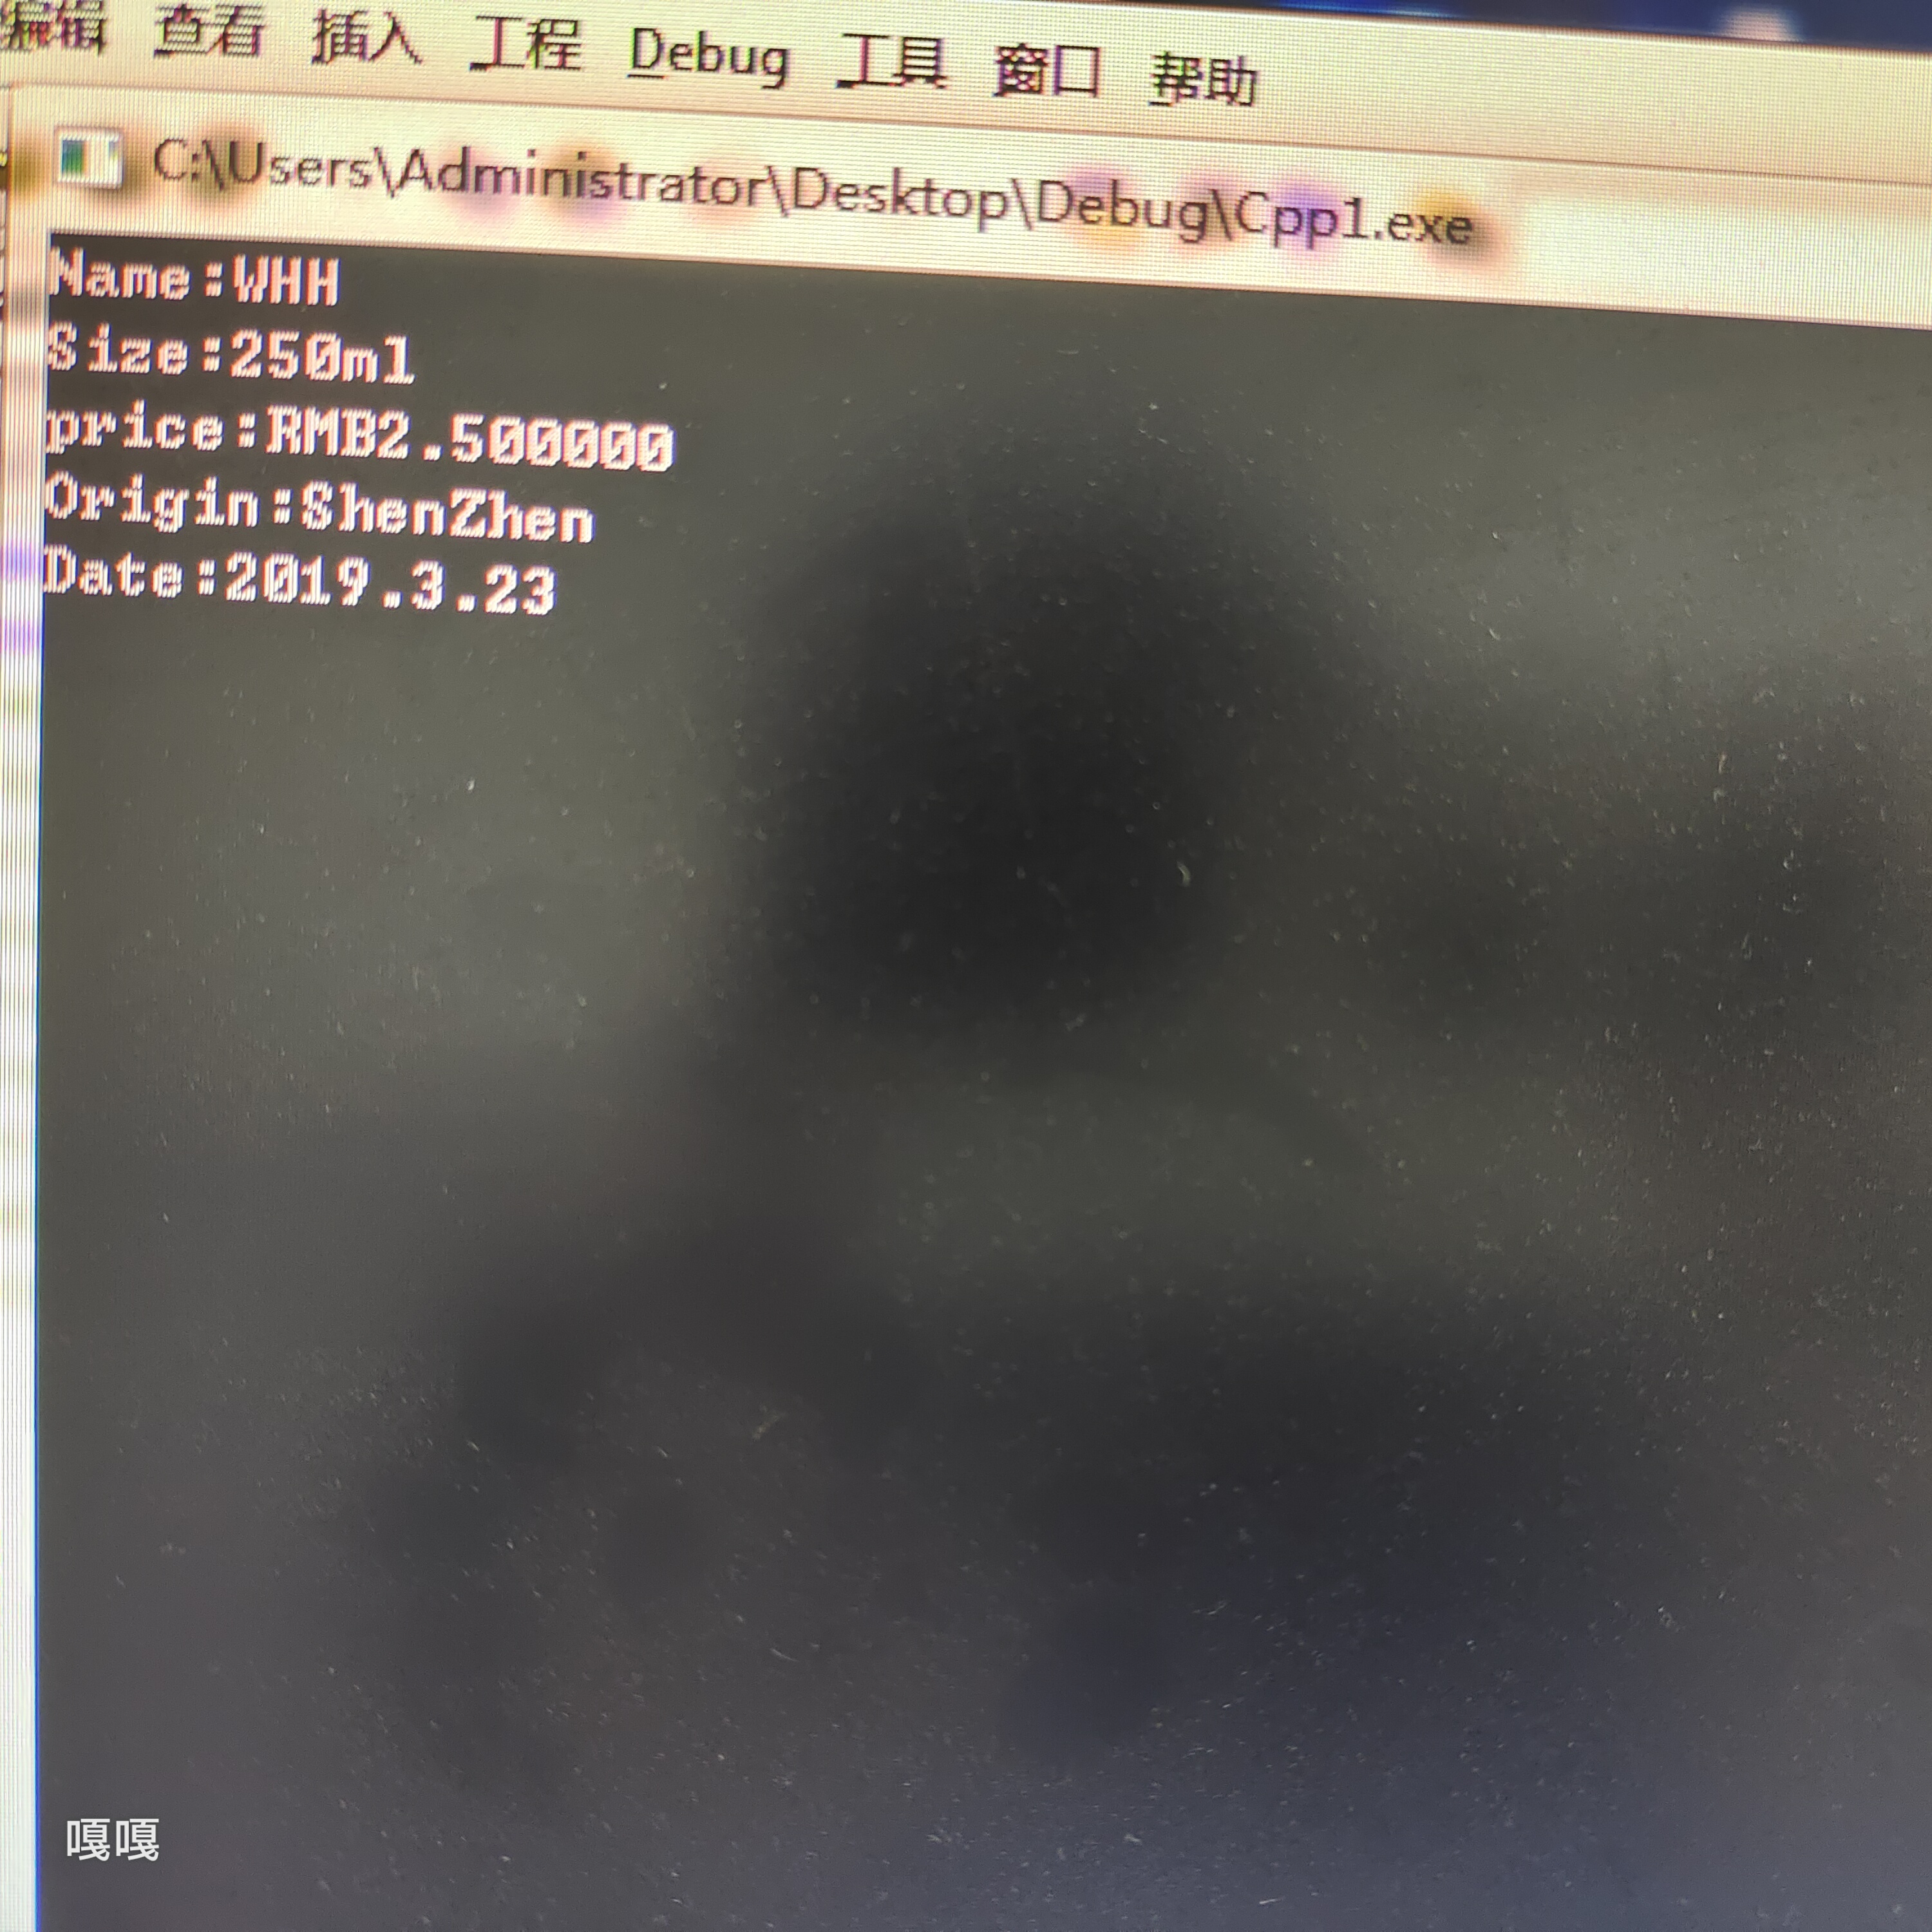 编辑 查看 插入 工程 Debug 工具 窗口 帮助
C:\Users\Administrator\Desktop\Debug\Cpp1.exe
Name:WHH
Size:250ml
price:RMB2.500000
Origin:ShenZhen
Date:2019.3.23
嘎嘎